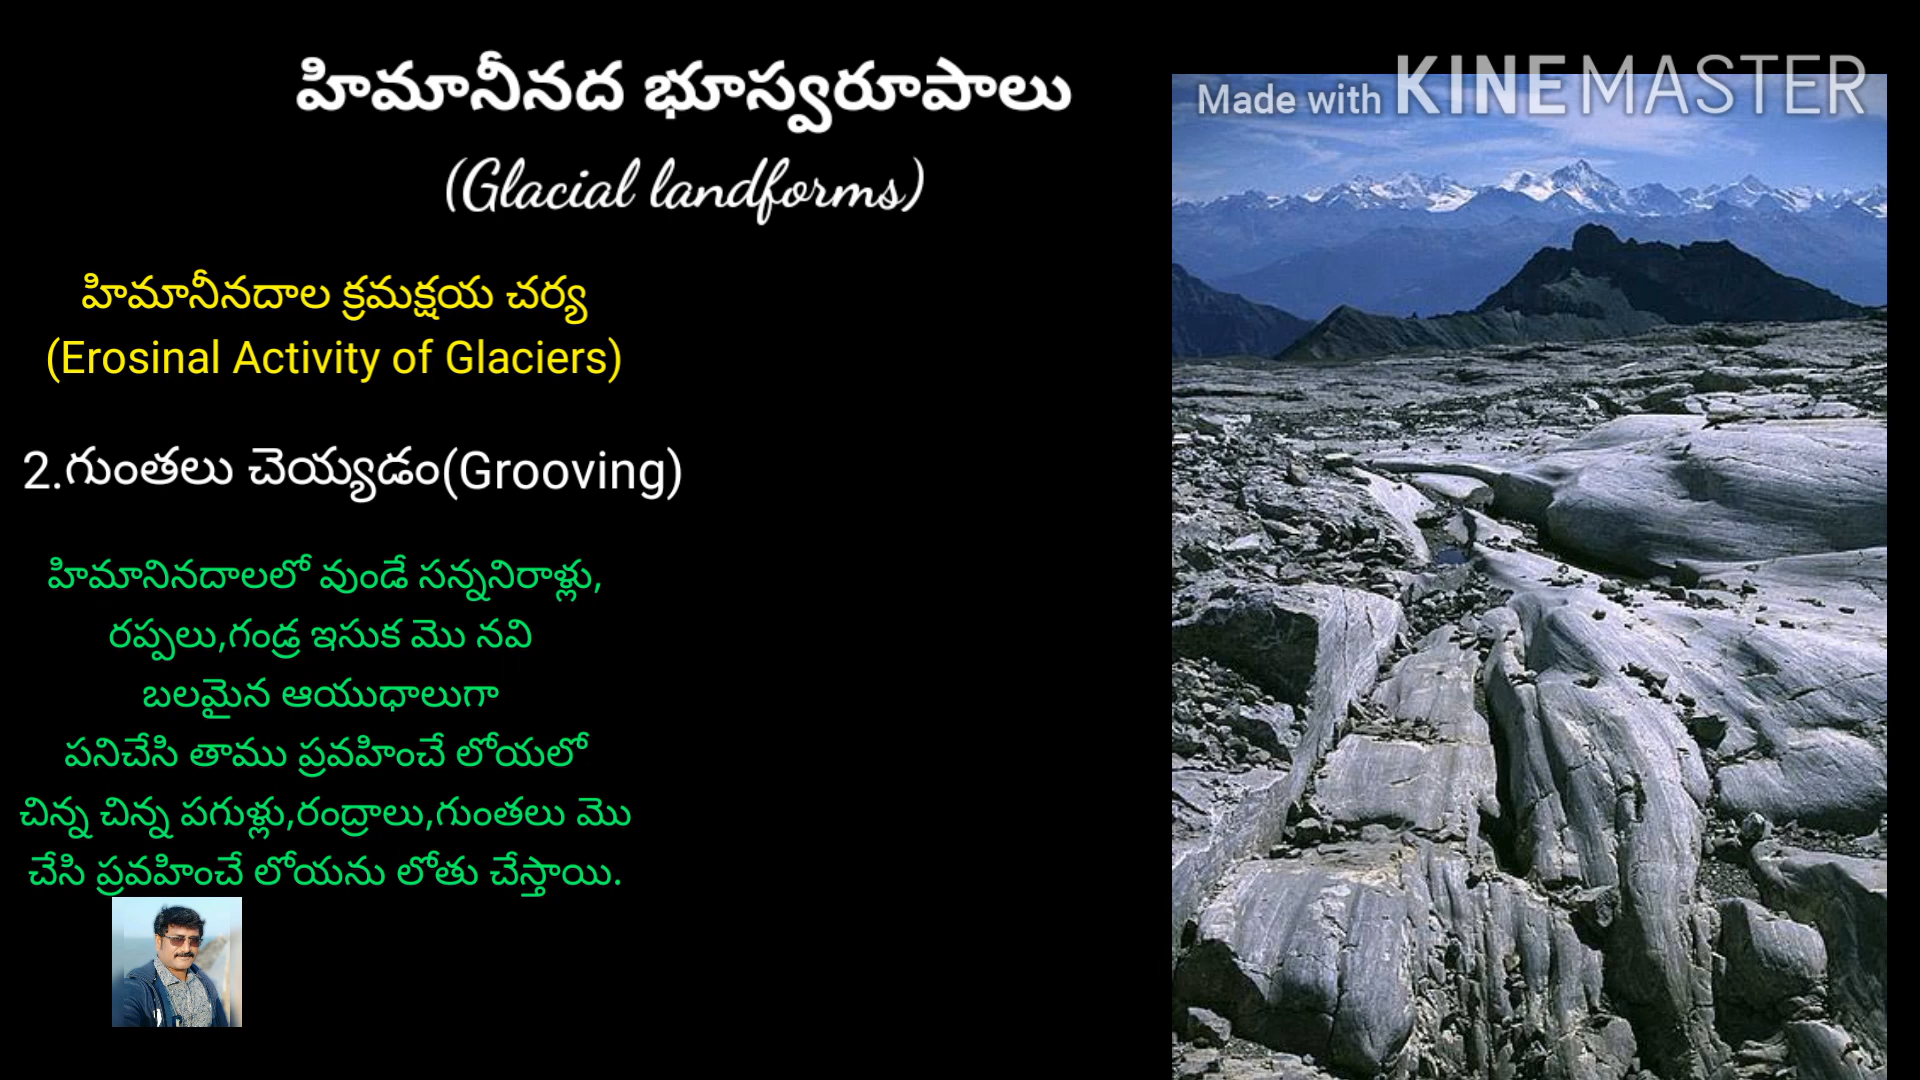 హిమానీనద భూస్వరూపాలు
(Glacial landforms)
Made with KINEMASTER
హిమానీనదాల క్రమక్షయ చర్య
(Erosinal Activity of Glaciers)
2.గుంతలు చెయ్యడం(Grooving)
హిమానినదాలలో వుండే సన్ననిరాళ్లు,
రప్పలు,గండ్ర ఇసుక మొ నవి
బలమైన ఆయుధాలుగా
పనిచేసి తాము ప్రవహించే లోయలో
చిన్న చిన్న పగుళ్లు,రంద్రాలు,గుంతలు మొ
చేసి ప్రవహించే లోయను లోతు చేస్తాయి.